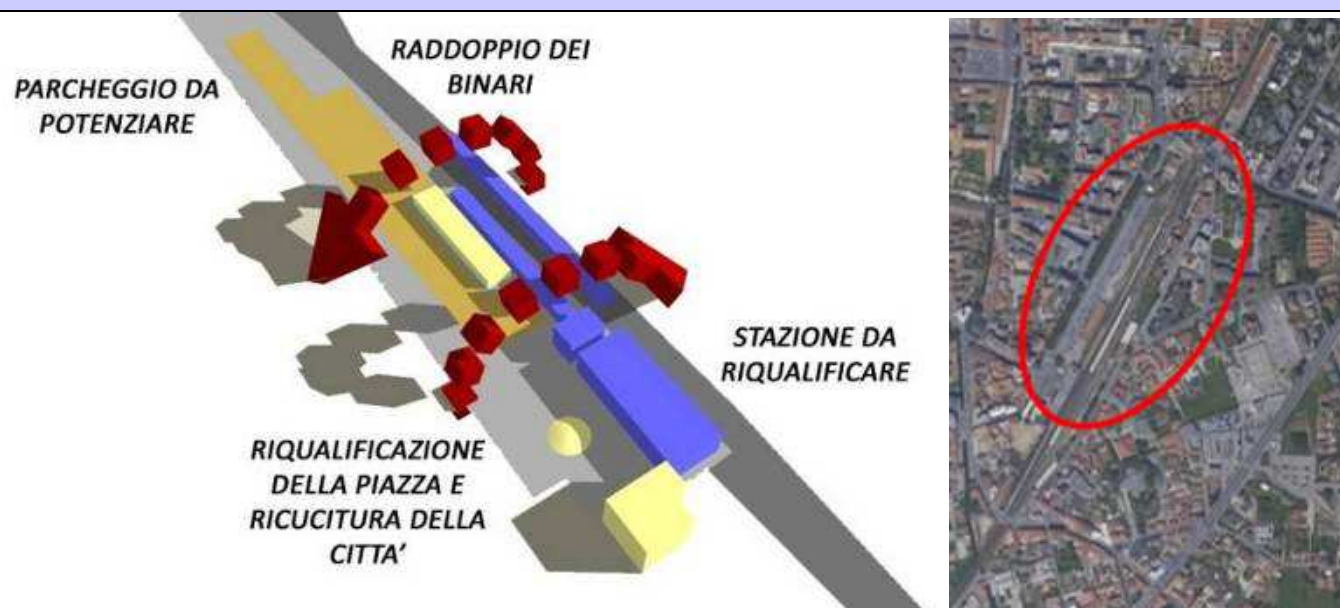 PARCHEGGIO DA
POTENZIARE
RADDOPPIO DEI
BINARI
STAZIONE DA
RIQUALIFICARE
RIQUALIFICAZIONE
DELLA PIAZZA E
RICUCITURA DELLA
CITTA'